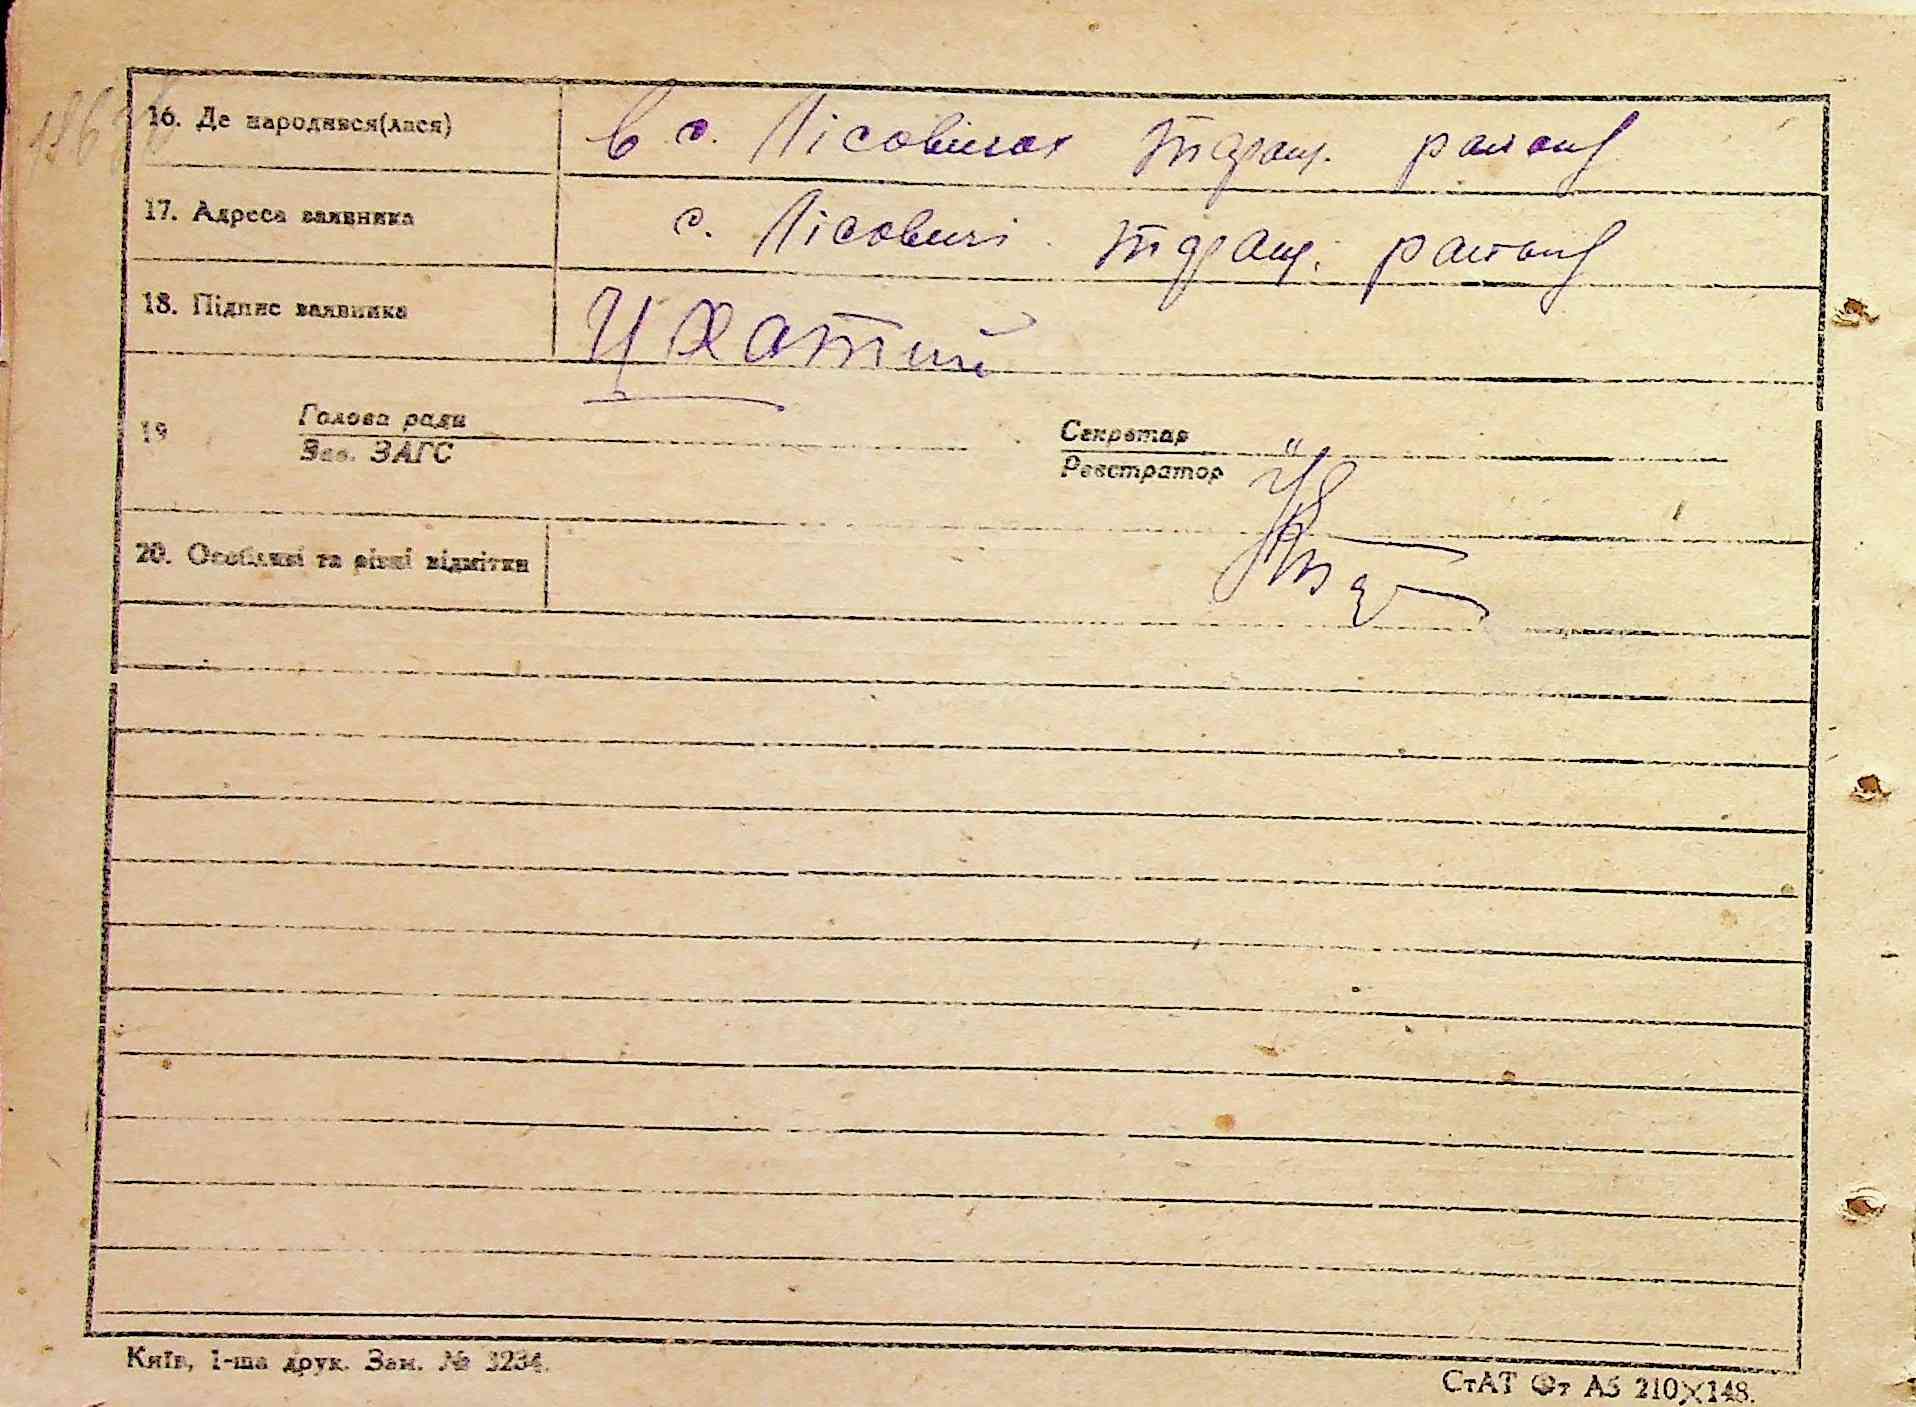 16. Де народився(лася) в с. Лісовичах Таращ. району
17. Адреса заявника с. Лісовичі Таращ. району
18. Підпис заявника
19 Голова ради Секретар
Зав. ЗАГС Реєстратор
20. Особливі та різні відмітки
Київ, 1-ша друк. Зам. № 3234.
СтАТ Фт А5 210×148.